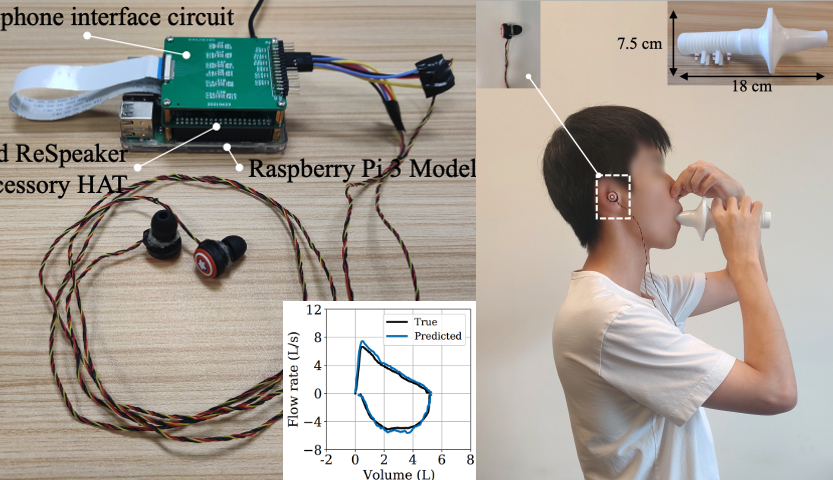 phone interface circuit
d ReSpeaker
cessory HAT
Raspberry Pi 3 Model
7.5 cm
18 cm
12
8
4
0
−4
−8
Flow rate (L/s)
True
Predicted
-2 0 2 4 6 8
Volume (L)